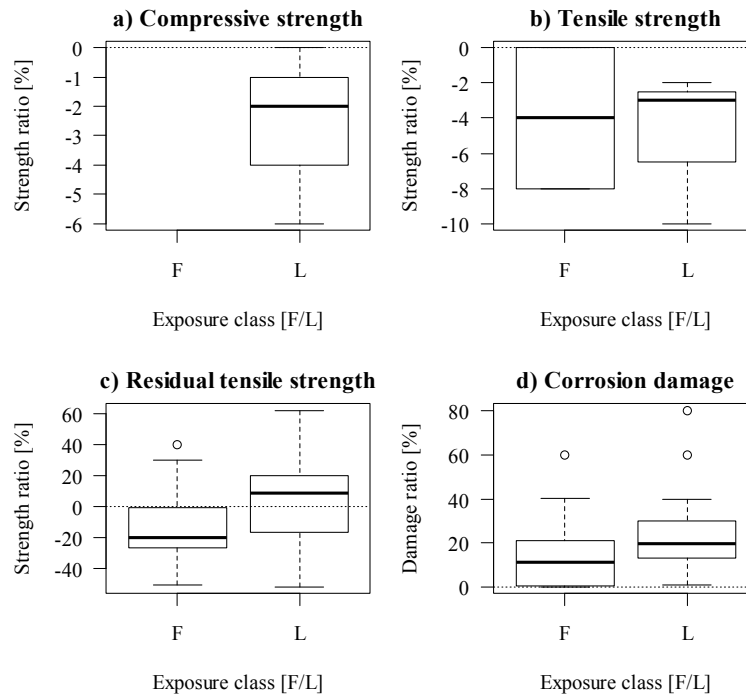 a) Compressive strength
Strength ratio [%]
0
-1
-2
-3
-4
-5
-6
F
L
Exposure class [F/L]
b) Tensile strength
Strength ratio [%]
0
-2
-4
-6
-8
-10
F
L
Exposure class [F/L]
c) Residual tensile strength
Strength ratio [%]
60
40
20
0
-20
-40
F
L
Exposure class [F/L]
d) Corrosion damage
Damage ratio [%]
80
60
40
20
0
F
L
Exposure class [F/L]